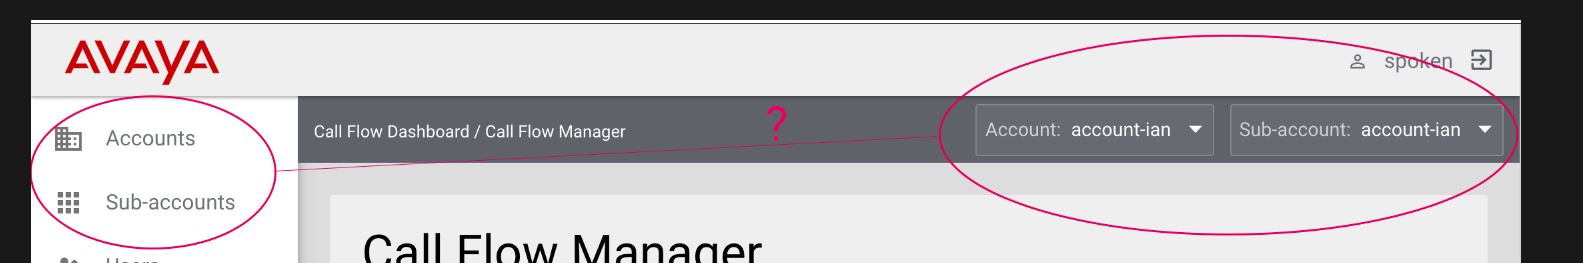 AVAYA
spoken
Accounts
Sub-accounts
Users
Call Flow Dashboard / Call Flow Manager
?
Account: account-ian
Sub-account: account-ian
Call Flow Manager